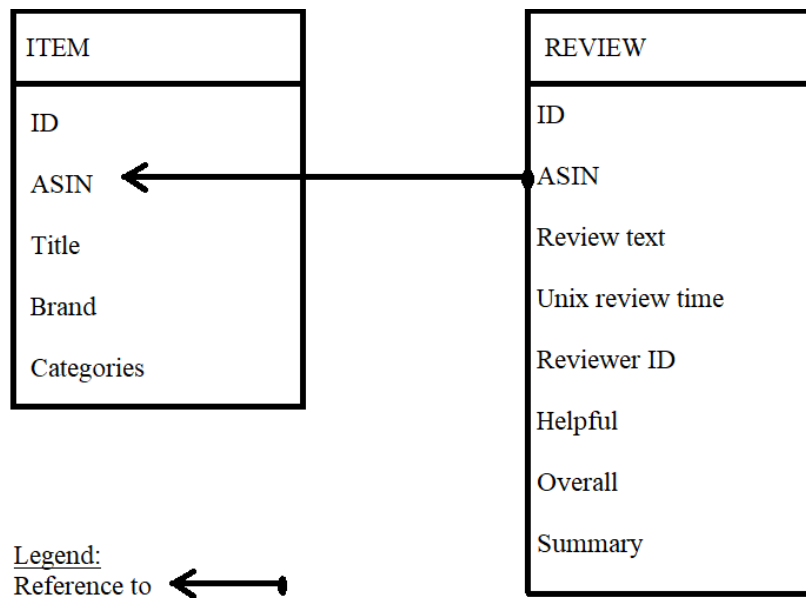 ITEM
ID
ASIN
Title
Brand
Categories
REVIEW
ID
ASIN
Review text
Unix review time
Reviewer ID
Helpful
Overall
Summary
Legend:
Reference to